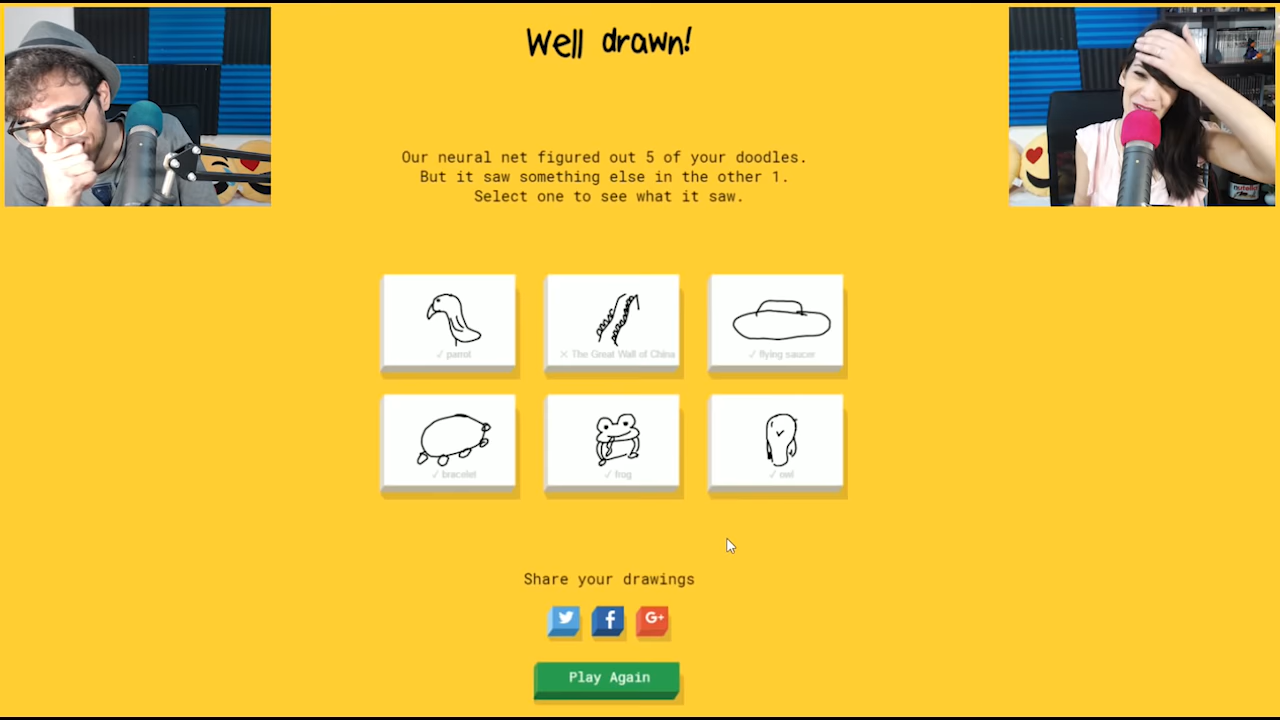 Well drawn!
Our neural net figured out 5 of your doodles.
But it saw something else in the other 1.
Select one to see what it saw.
✓ parrot
× The Great Wall of China
✓ flying saucer
✓ bracelet
✓ frog
✓ owl
Share your drawings
f
G+
Play Again
nutella